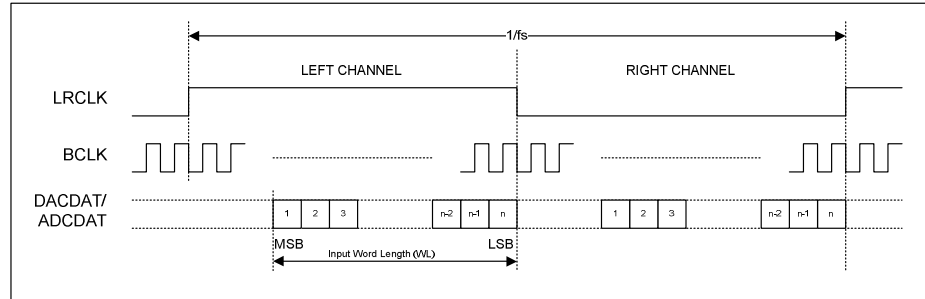 1/fs
LEFT CHANNEL
RIGHT CHANNEL
LRCLK
BCLK
DACDAT/
ADCDAT
1 2 3 n-2 n-1 n 1 2 3 n-2 n-1 n
MSB LSB
Input Word Length (WL)